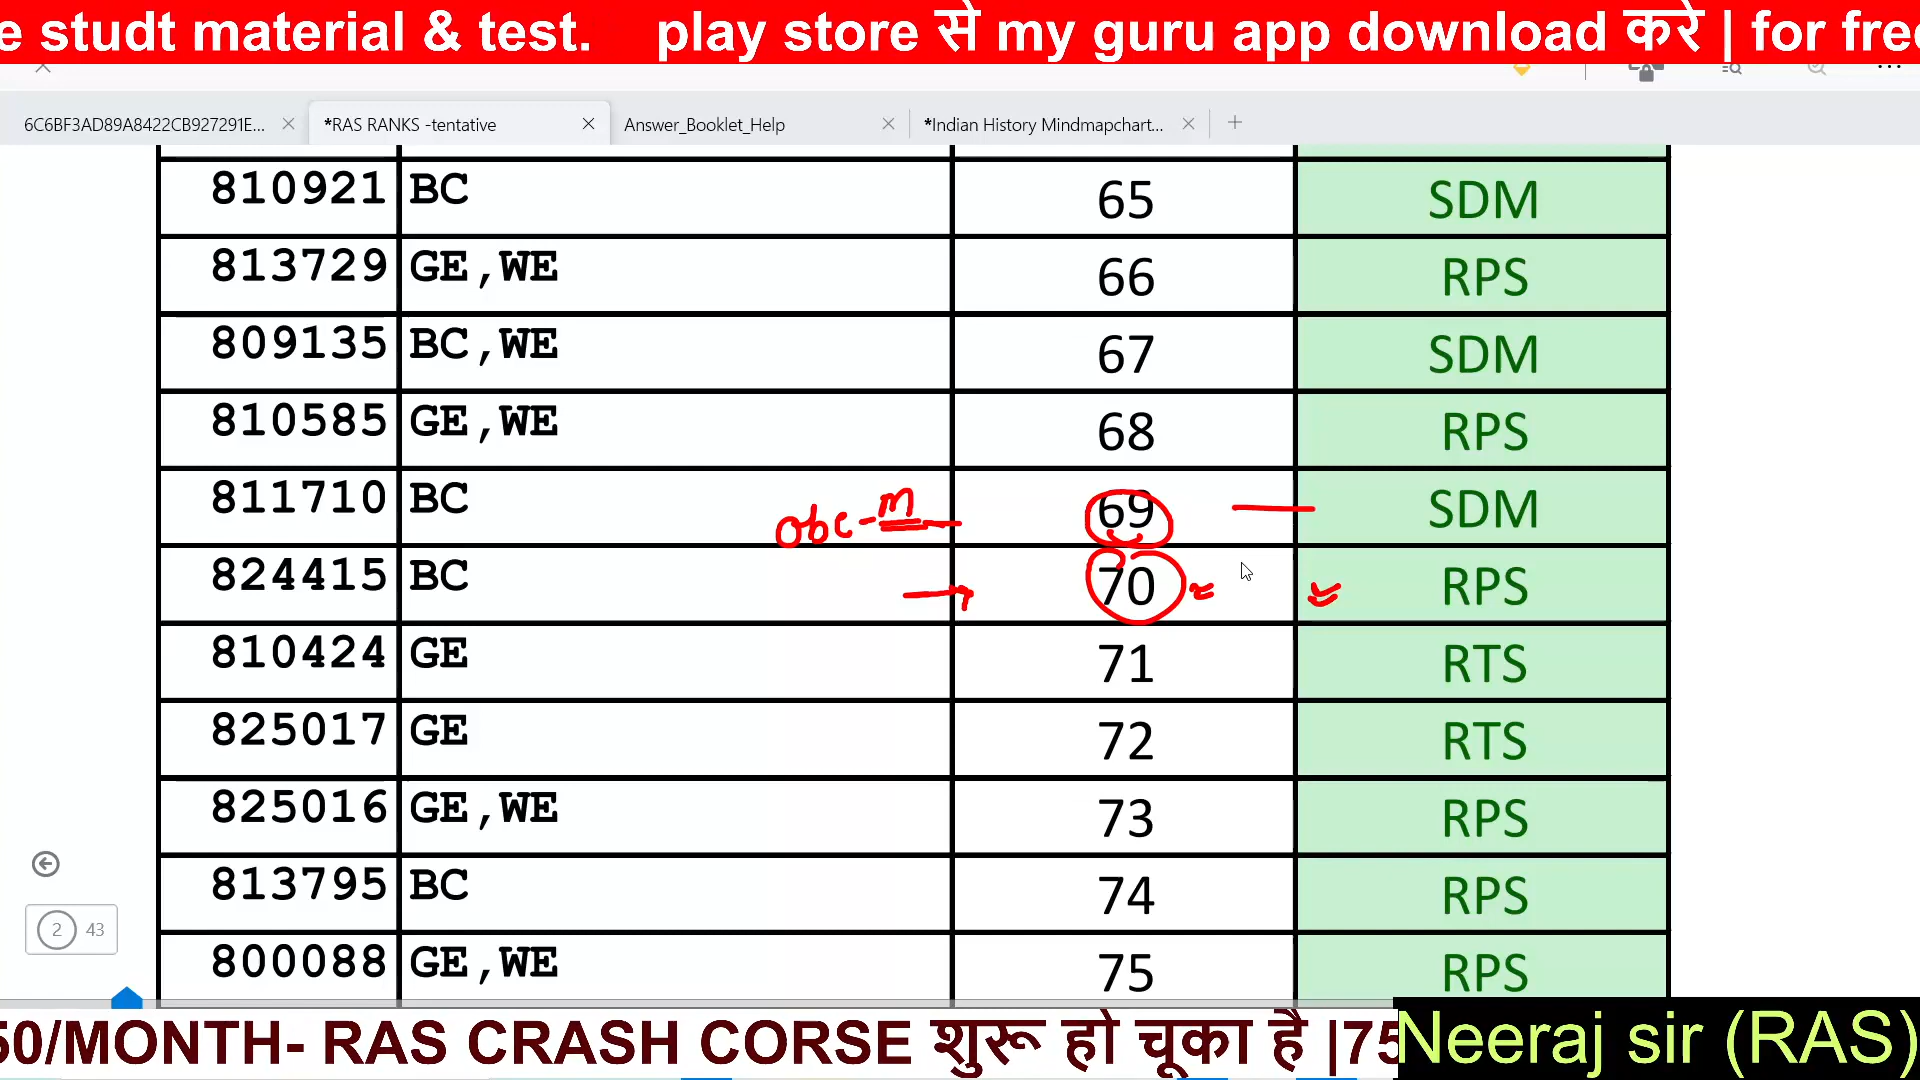 e studt material & test. play store से my guru app download करे | for free
6C6BF3AD89A8422CB927291E... *RAS RANKS -tentative Answer_Booklet_Help *Indian History Mindmapchart...
810921 BC 65 SDM
813729 GE,WE 66 RPS
809135 BC,WE 67 SDM
810585 GE,WE 68 RPS
811710 BC obc-m 69 SDM
824415 BC 70 RPS
810424 GE 71 RTS
825017 GE 72 RTS
825016 GE,WE 73 RPS
813795 BC 74 RPS
2 43
800088 GE,WE 75 RPS
50/MONTH- RAS CRASH CORSE शुरू हो चूका है |75
Neeraj sir (RAS)